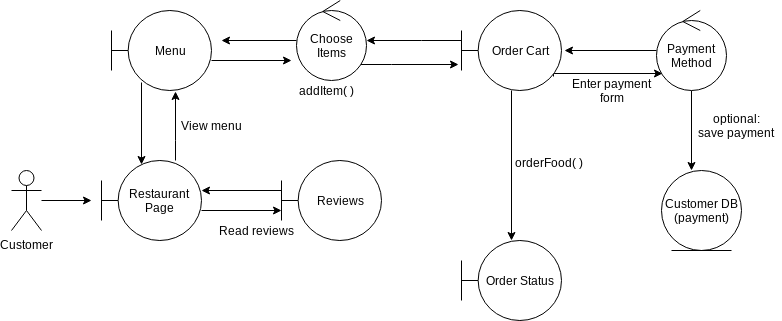 Menu
Choose
Items
addItem( )
Order Cart
Payment
Method
Enter payment
form
View menu
optional:
save payment
orderFood( )
Customer
Restaurant
Page
Read reviews
Reviews
Customer DB
(payment)
Order Status